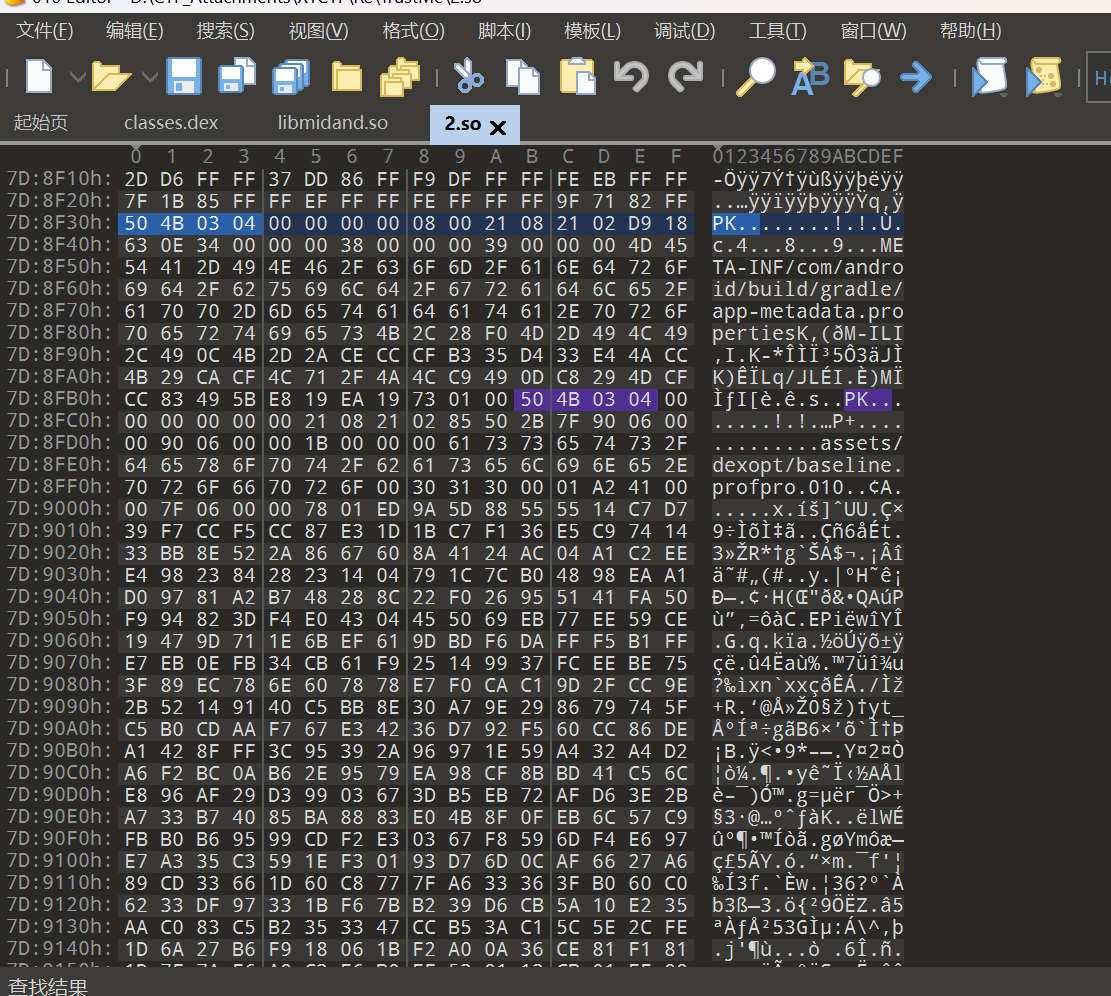 文件(F) 编辑(E) 搜索(S) 视图(V) 格式(O) 脚本(I) 模板(L) 调试(D) 工具(T) 窗口(W) 帮助(H)
起始页 classes.dex libmidand.so 2.so
0 1 2 3 4 5 6 7 8 9 A B C D E F 0123456789ABCDEF
7D:8F10h: 2D D6 FF FF 37 DD 86 FF F9 DF FF FF FE EB FF FF -Öÿÿ7Ý†ÿùßÿÿþëÿÿ
7D:8F20h: 7F 1B 85 FF FF EF FF FF FE FF FF FF 9F 71 82 FF ..…ÿÿïÿÿþÿÿÿŸq‚ÿ
7D:8F30h: 50 4B 03 04 00 00 00 00 08 00 21 08 21 02 D9 18 PK........!.!.Ù.
7D:8F40h: 63 0E 34 00 00 00 38 00 00 00 39 00 00 00 4D 45 c.4...8...9...ME
7D:8F50h: 54 41 2D 49 4E 46 2F 63 6F 6D 2F 61 6E 64 72 6F TA-INF/com/andro
7D:8F60h: 69 64 2F 62 75 69 6C 64 2F 67 72 61 64 6C 65 2F id/build/gradle/
7D:8F70h: 61 70 70 2D 6D 65 74 61 64 61 74 61 2E 70 72 6F app-metadata.pro
7D:8F80h: 70 65 72 74 69 65 73 4B 2C 28 F0 4D 2D 49 4C 49 pertiesK,(ðM-ILI
7D:8F90h: 2C 49 0C 4B 2D 2A CE CC CF B3 35 D4 33 E4 4A CC ,I.K-*ÎÌÏ³5Ô3äJÌ
7D:8FA0h: 4B 29 CA CF 4C 71 2F 4A 4C C9 49 0D C8 29 4D CF K)ÊÏLq/JLÉI.È)MÏ
7D:8FB0h: CC 83 49 5B E8 19 EA 19 73 01 00 50 4B 03 04 00 ÌƒI[è.ê.s..PK...
7D:8FC0h: 00 00 00 00 00 21 08 21 02 85 50 2B 7F 90 06 00 .....!.!.…P+....
7D:8FD0h: 00 90 06 00 00 1B 00 00 00 61 73 73 65 74 73 2F .........assets/
7D:8FE0h: 64 65 78 6F 70 74 2F 62 61 73 65 6C 69 6E 65 2E dexopt/baseline.
7D:8FF0h: 70 72 6F 66 70 72 6F 00 30 31 30 00 01 A2 41 00 profpro.010..¢A.
7D:9000h: 00 7F 06 00 00 78 01 ED 9A 5D 88 55 55 14 C7 D7 .....x.íš]ˆUU.Ç×
7D:9010h: 39 F7 CC F5 CC 87 E3 1D 1B C7 F1 36 E5 C9 74 14 9÷ÌõÌ‡ã..Çñ6åÉt.
7D:9020h: 33 BB 8E 52 2A 86 67 60 8A 41 24 AC 04 A1 C2 EE 3»ŽR*†g`ŠA$¬.¡Âî
7D:9030h: E4 98 23 84 28 23 14 04 79 1C 7C B0 48 98 EA A1 ä˜#„(#..y.|°H˜ê¡
7D:9040h: D0 97 81 A2 B7 48 28 8C 22 F0 26 95 51 41 FA 50 Ð—.¢·H(Œ"ð&•QAúP
7D:9050h: F9 94 82 3D F4 E0 43 04 45 50 69 EB 77 EE 59 CE ù”‚=ôàC.EPiëwîYÎ
7D:9060h: 19 47 9D 71 1E 6B EF 61 9D BD F6 DA FF F5 B1 FF .G.q.kïa.½öÚÿõ±ÿ
7D:9070h: E7 EB 0E FB 34 CB 61 F9 25 14 99 37 FC EE BE 75 çë.û4Ëaù%.™7üî¾u
7D:9080h: 3F 89 EC 78 6E 60 78 78 E7 F0 CA C1 9D 2F CC 9E ?‰ìxn`xxçðÊÁ./Ìž
7D:9090h: 2B 52 14 91 40 C5 BB 8E 30 A7 9E 29 86 79 74 5F +R.‘@Å»Ž0§ž)†yt_
7D:90A0h: C5 B0 CD AA F7 67 E3 42 36 D7 92 F5 60 CC 86 DE Å°Íª÷gãB6×’õ`Ì†Þ
7D:90B0h: A1 42 8F FF 3C 95 39 2A 96 97 1E 59 A4 32 A4 D2 ¡B.ÿ<•9*–—.Y¤2¤Ò
7D:90C0h: A6 F2 BC 0A B6 2E 95 79 EA 98 CF 8B BD 41 C5 6C ¦ò¼.¶.•yê˜Ï‹½AÅl
7D:90D0h: E8 96 AF 29 D3 99 03 67 3D B5 EB 72 AF D6 3E 2B è–¯)Ó™.g=µër¯Ö>+
7D:90E0h: A7 33 B7 40 85 BA 88 83 E0 4B 8F 0F EB 6C 57 C9 §3·@…ºˆƒàK..ëlWÉ
7D:90F0h: FB B0 B6 95 99 CD F2 E3 03 67 F8 59 6D F4 E6 97 û°¶•™Íòã.gøYmôæ—
7D:9100h: E7 A3 35 C3 59 1E F3 01 93 D7 6D 0C AF 66 27 A6 ç£5ÃY.ó.“×m.¯f'¦
7D:9110h: 89 CD 33 66 1D 60 C8 77 7F A6 33 36 3F B0 60 C0 ‰Í3f.`Èw.¦36?°`À
7D:9120h: 62 33 DF 97 33 1B F6 7B B2 39 D6 CB 5A 10 E2 35 b3ß—3.ö{²9ÖËZ.â5
7D:9130h: AA C0 83 C5 B2 35 33 47 CC B5 3A C1 5C 5E 2C FE ªÀƒÅ²53GÌµ:Á\^,þ
7D:9140h: 1D 6A 27 B6 F9 18 06 1B F2 A0 0A 36 CE 81 F1 81 .j'¶ù...ò .6Î.ñ.
查找结果